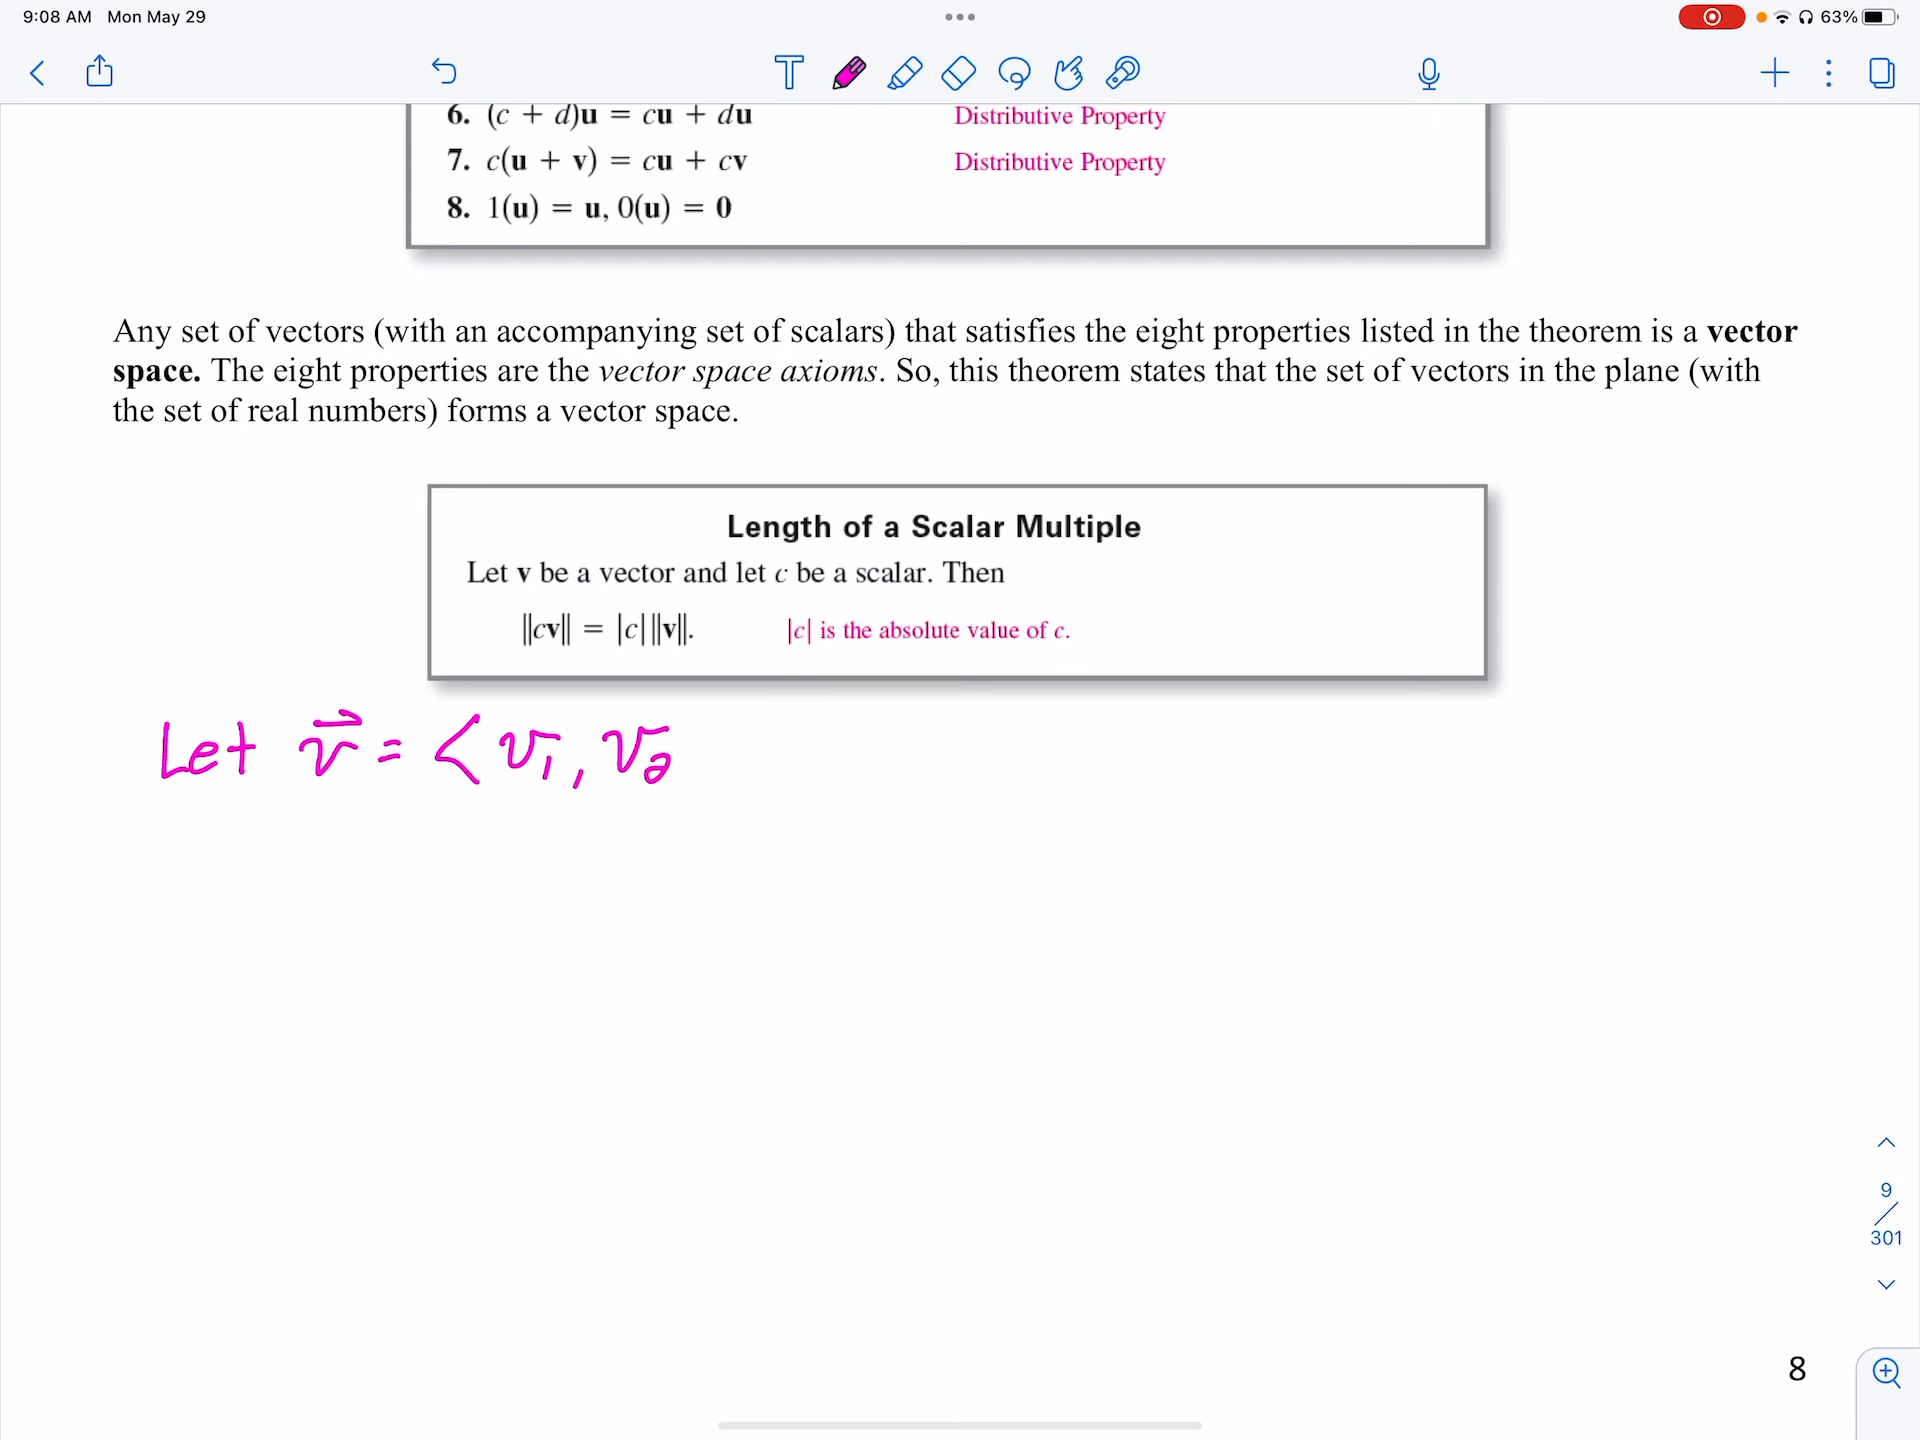 9:08 AM Mon May 29
63%
6. (c + d)u = cu + du Distributive Property
7. c(u + v) = cu + cv Distributive Property
8. 1(u) = u, 0(u) = 0
Any set of vectors (with an accompanying set of scalars) that satisfies the eight properties listed in the theorem is a vector
space. The eight properties are the vector space axioms. So, this theorem states that the set of vectors in the plane (with
the set of real numbers) forms a vector space.
Length of a Scalar Multiple
Let v be a vector and let c be a scalar. Then
‖cv‖ = |c|‖v‖. |c| is the absolute value of c.
Let v⃗ = < v₁, v₂
9
/
301
8